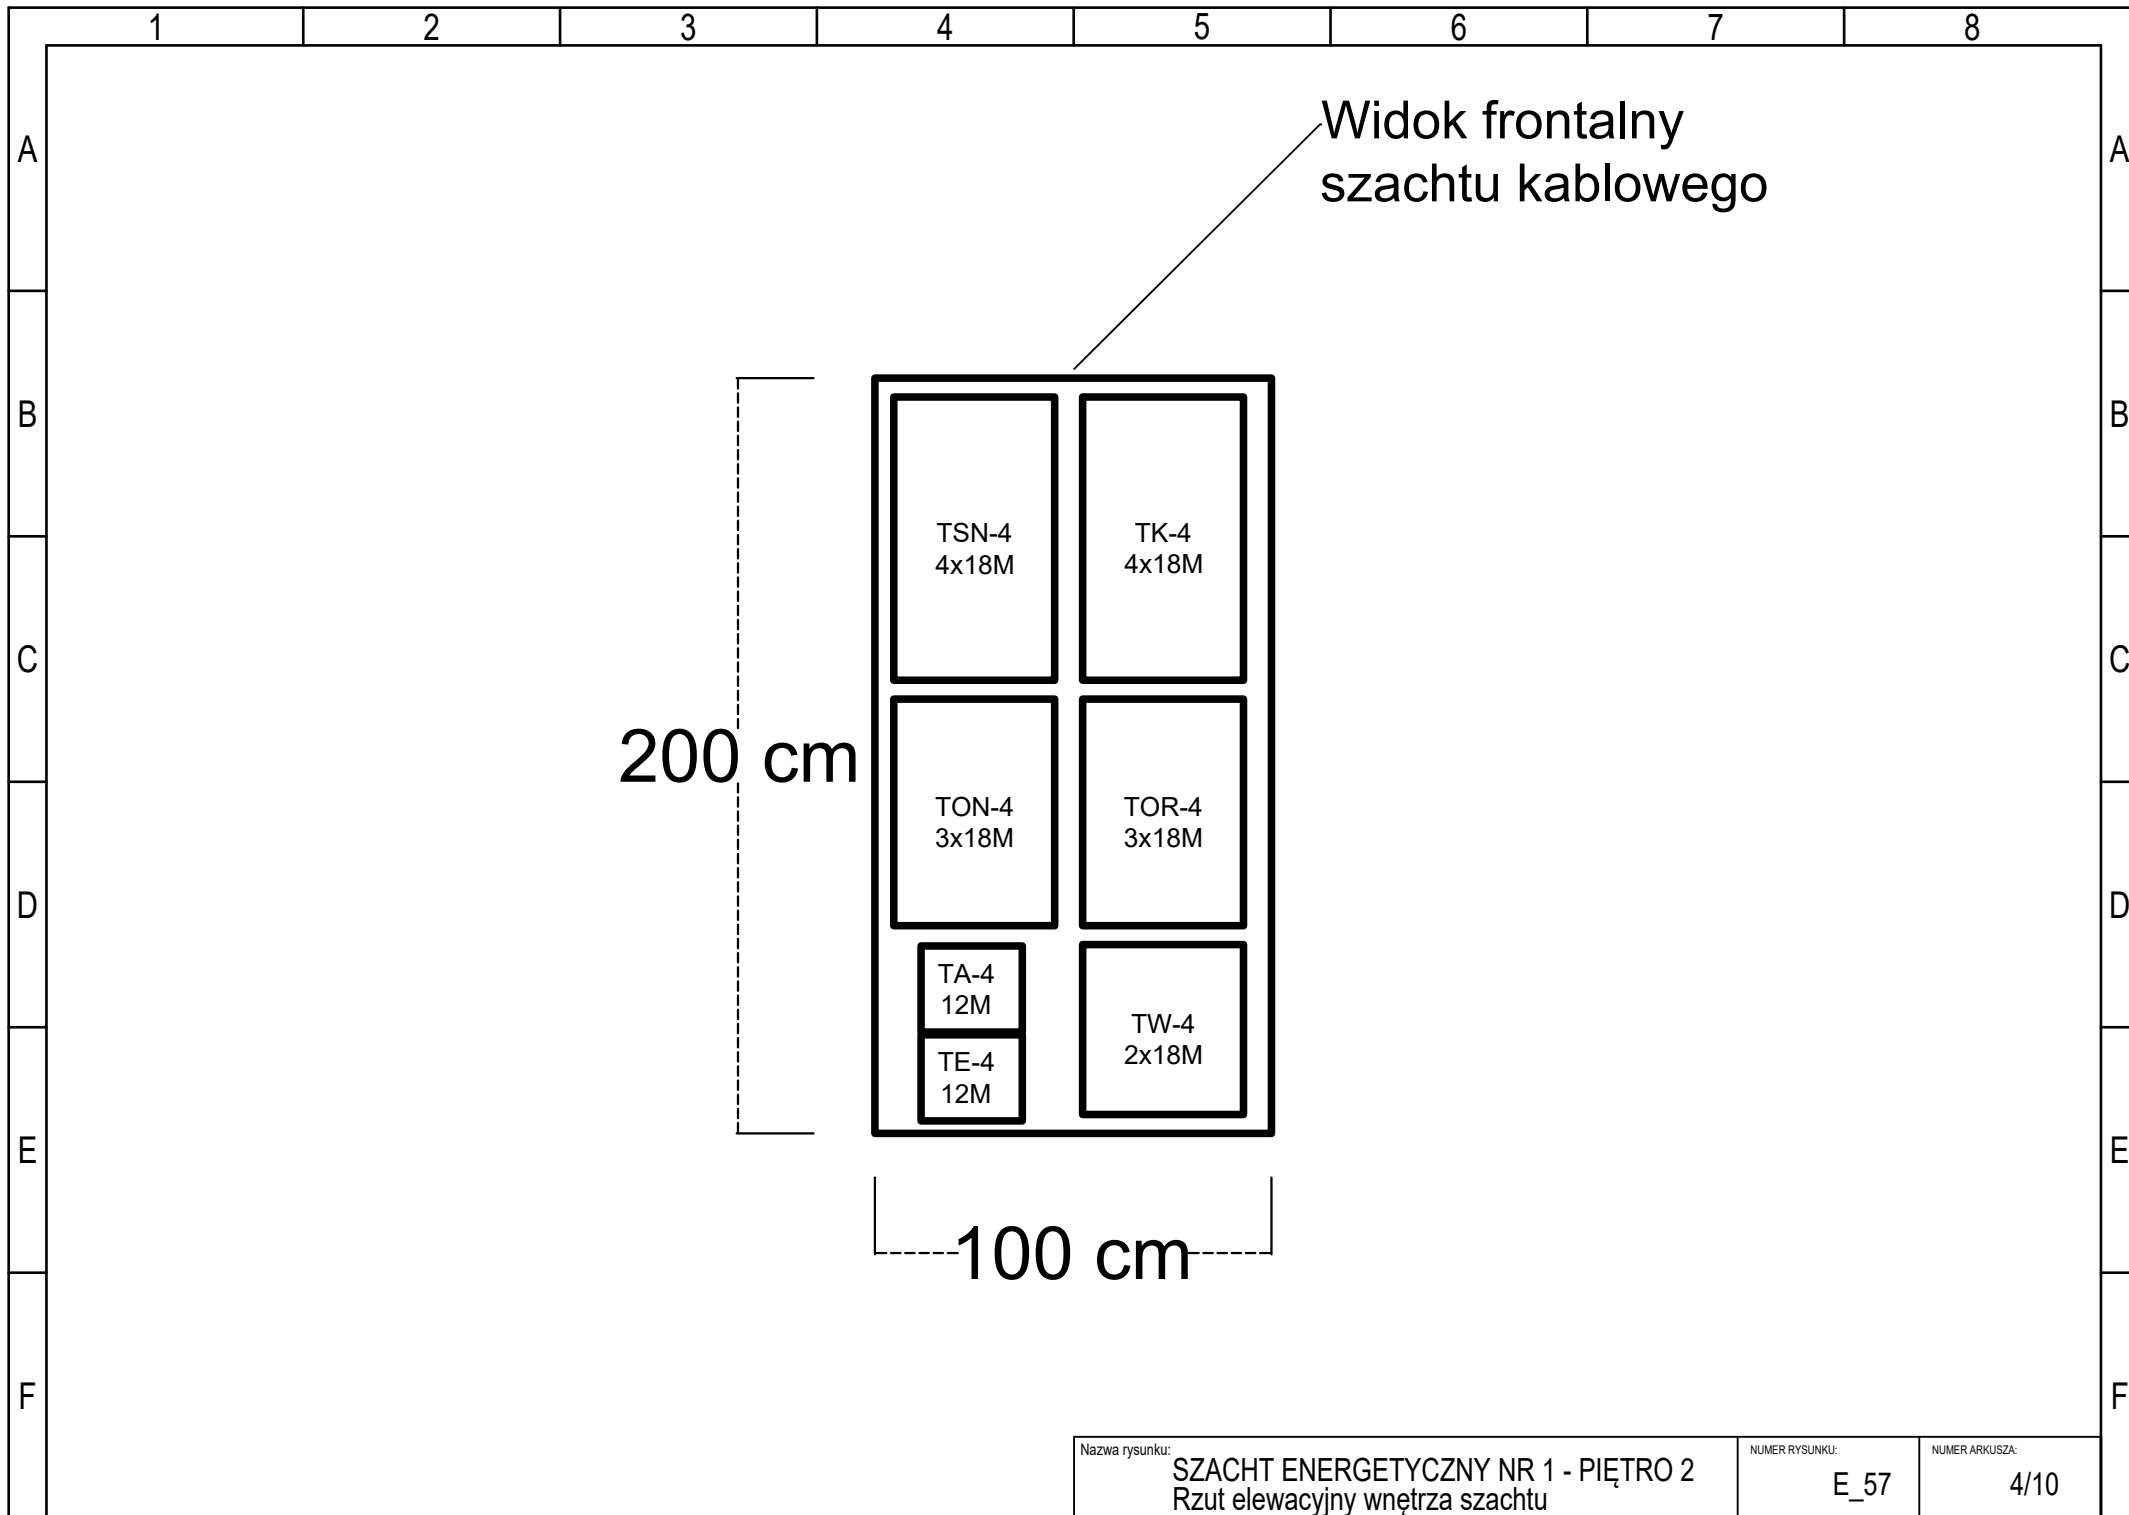 1 2 3 4 5 6 7 8
A A
Widok frontalny
szachtu kablowego
B B
TSN-4
4x18M
TK-4
4x18M
C C
200 cm
TON-4
3x18M
TOR-4
3x18M
D D
TA-4
12M
TE-4
12M
TW-4
2x18M
E E
100 cm
F F
Nazwa rysunku:
SZACHT ENERGETYCZNY NR 1 - PIĘTRO 2
Rzut elewacyjny wnętrza szachtu
NUMER RYSUNKU:
E_57
NUMER ARKUSZA:
4/10